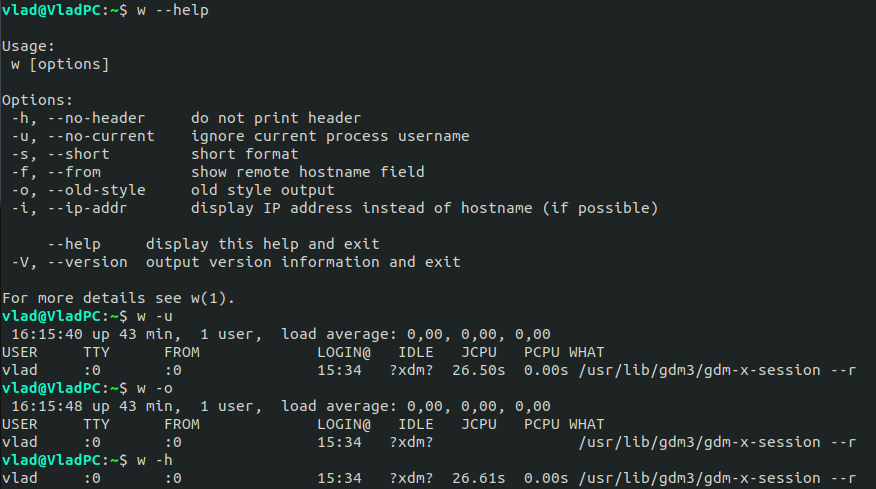 vlad@VladPC:~$ w --help

Usage:
 w [options]

Options:
 -h, --no-header     do not print header
 -u, --no-current    ignore current process username
 -s, --short         short format
 -f, --from          show remote hostname field
 -o, --old-style     old style output
 -i, --ip-addr       display IP address instead of hostname (if possible)

     --help     display this help and exit
 -V, --version  output version information and exit

For more details see w(1).
vlad@VladPC:~$ w -u
 16:15:40 up 43 min,  1 user,  load average: 0,00, 0,00, 0,00
USER     TTY      FROM             LOGIN@   IDLE   JCPU   PCPU WHAT
vlad     :0       :0               15:34   ?xdm?  26.50s  0.00s /usr/lib/gdm3/gdm-x-session --r
vlad@VladPC:~$ w -o
 16:15:48 up 43 min,  1 user,  load average: 0,00, 0,00, 0,00
USER     TTY      FROM             LOGIN@   IDLE   JCPU   PCPU WHAT
vlad     :0       :0               15:34   ?xdm?                /usr/lib/gdm3/gdm-x-session --r
vlad@VladPC:~$ w -h
vlad     :0       :0               15:34   ?xdm?  26.61s  0.00s /usr/lib/gdm3/gdm-x-session --r